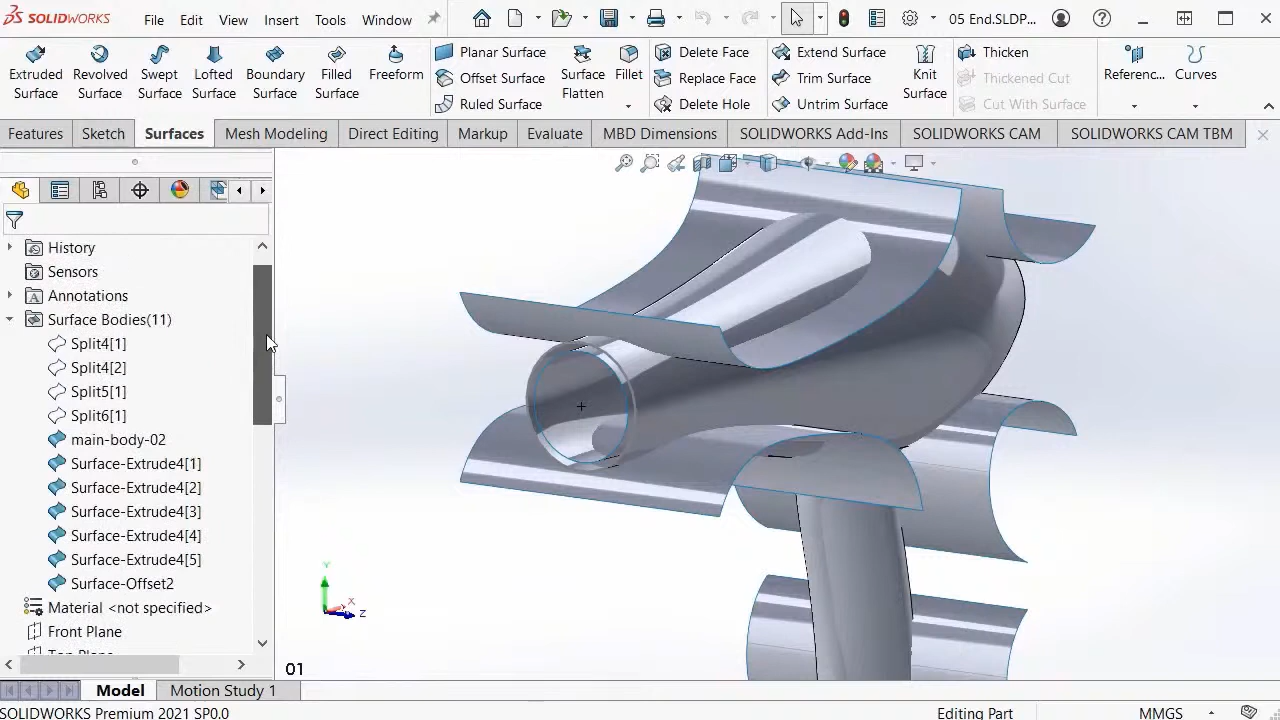 SOLIDWORKS File Edit View Insert Tools Window 05 End.SLDP...
Extruded Surface
Revolved Surface
Swept Surface
Lofted Surface
Boundary Surface
Filled Surface
Freeform
Planar Surface
Offset Surface
Ruled Surface
Surface Flatten
Fillet
Delete Face
Replace Face
Delete Hole
Extend Surface
Trim Surface
Untrim Surface
Knit Surface
Thicken
Thickened Cut
Cut With Surface
Referenc...
Curves
Features Sketch Surfaces Mesh Modeling Direct Editing Markup Evaluate MBD Dimensions SOLIDWORKS Add-Ins SOLIDWORKS CAM SOLIDWORKS CAM TBM
History
Sensors
Annotations
Surface Bodies(11)
Split4[1]
Split4[2]
Split5[1]
Split6[1]
main-body-02
Surface-Extrude4[1]
Surface-Extrude4[2]
Surface-Extrude4[3]
Surface-Extrude4[4]
Surface-Extrude4[5]
Surface-Offset2
Material <not specified>
Front Plane
Y
X
Z
01
Model Motion Study 1
SOLIDWORKS Premium 2021 SP0.0 Editing Part MMGS